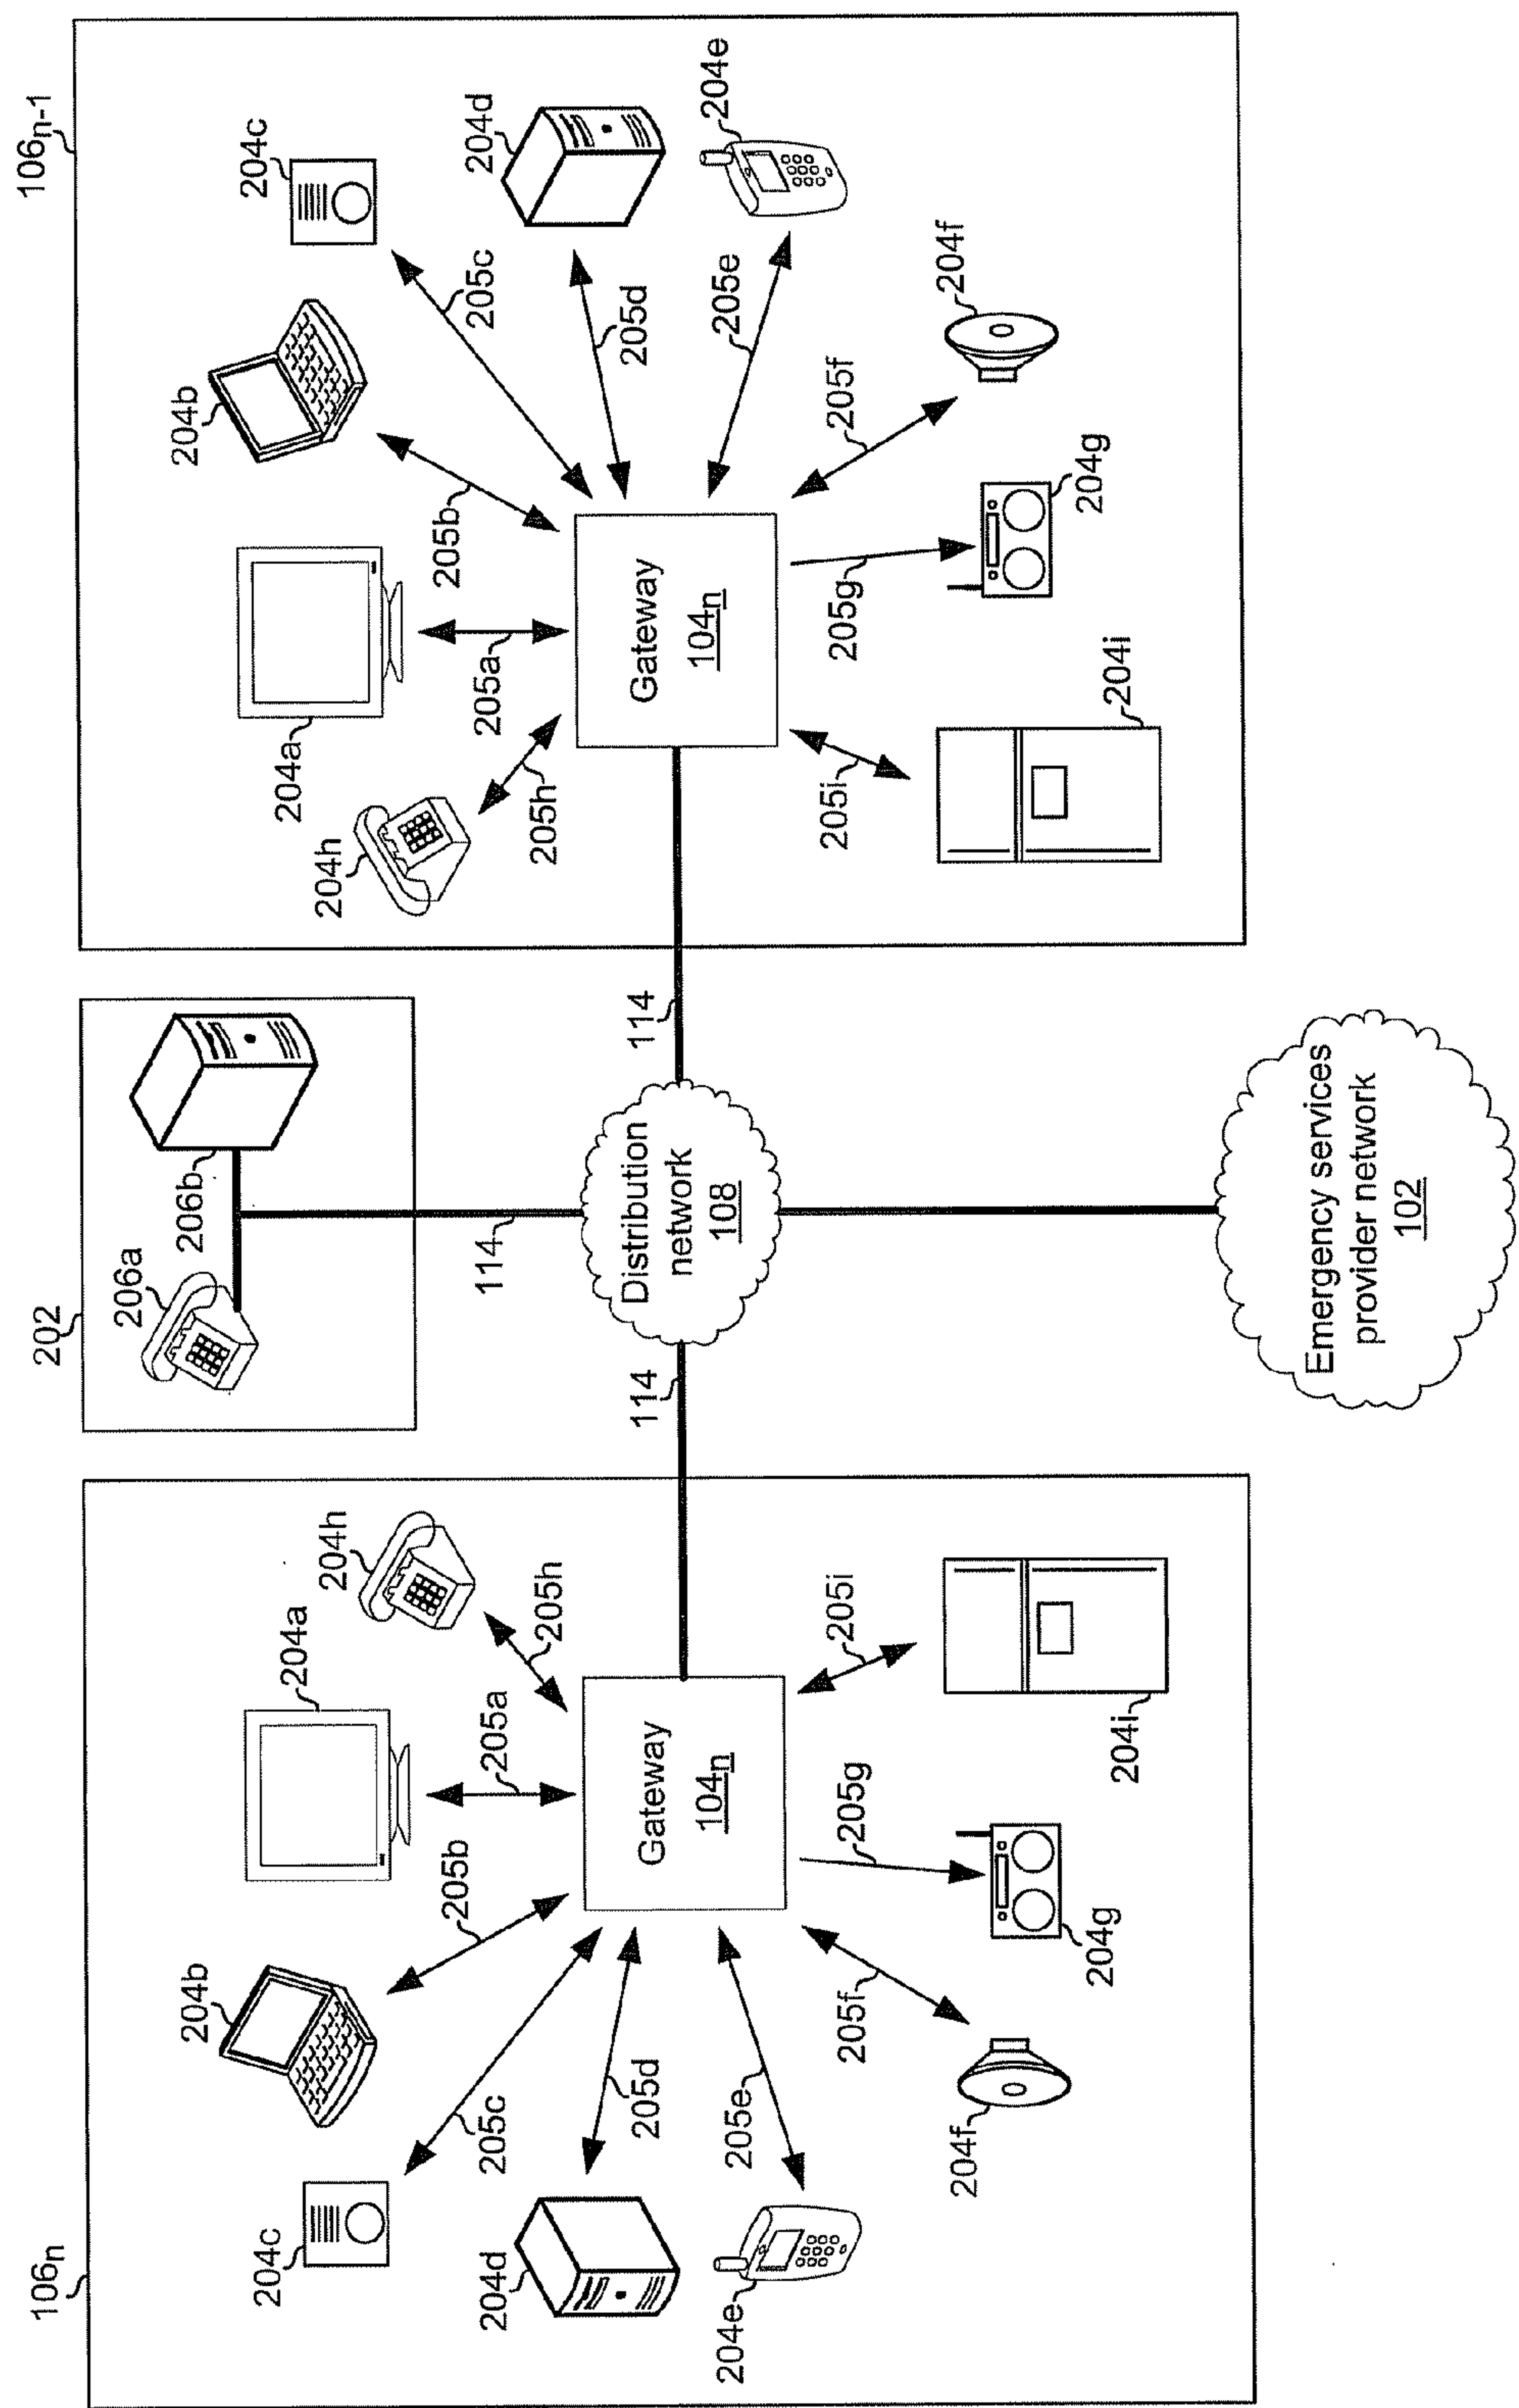 106n
204c
204b
204a
204h
205c
205b
205a
205h
204d
205d
Gateway
104n
204e
205e
205f
205g
205i
204f
204g
204i
202
206a
206b
114
114
114
Distribution
network
108
Emergency services
provider network
102
106n-1
204h
204a
204b
204c
205h
205a
205b
205c
Gateway
104n
205d
204d
205e
204e
205i
205g
205f
204i
204g
204f